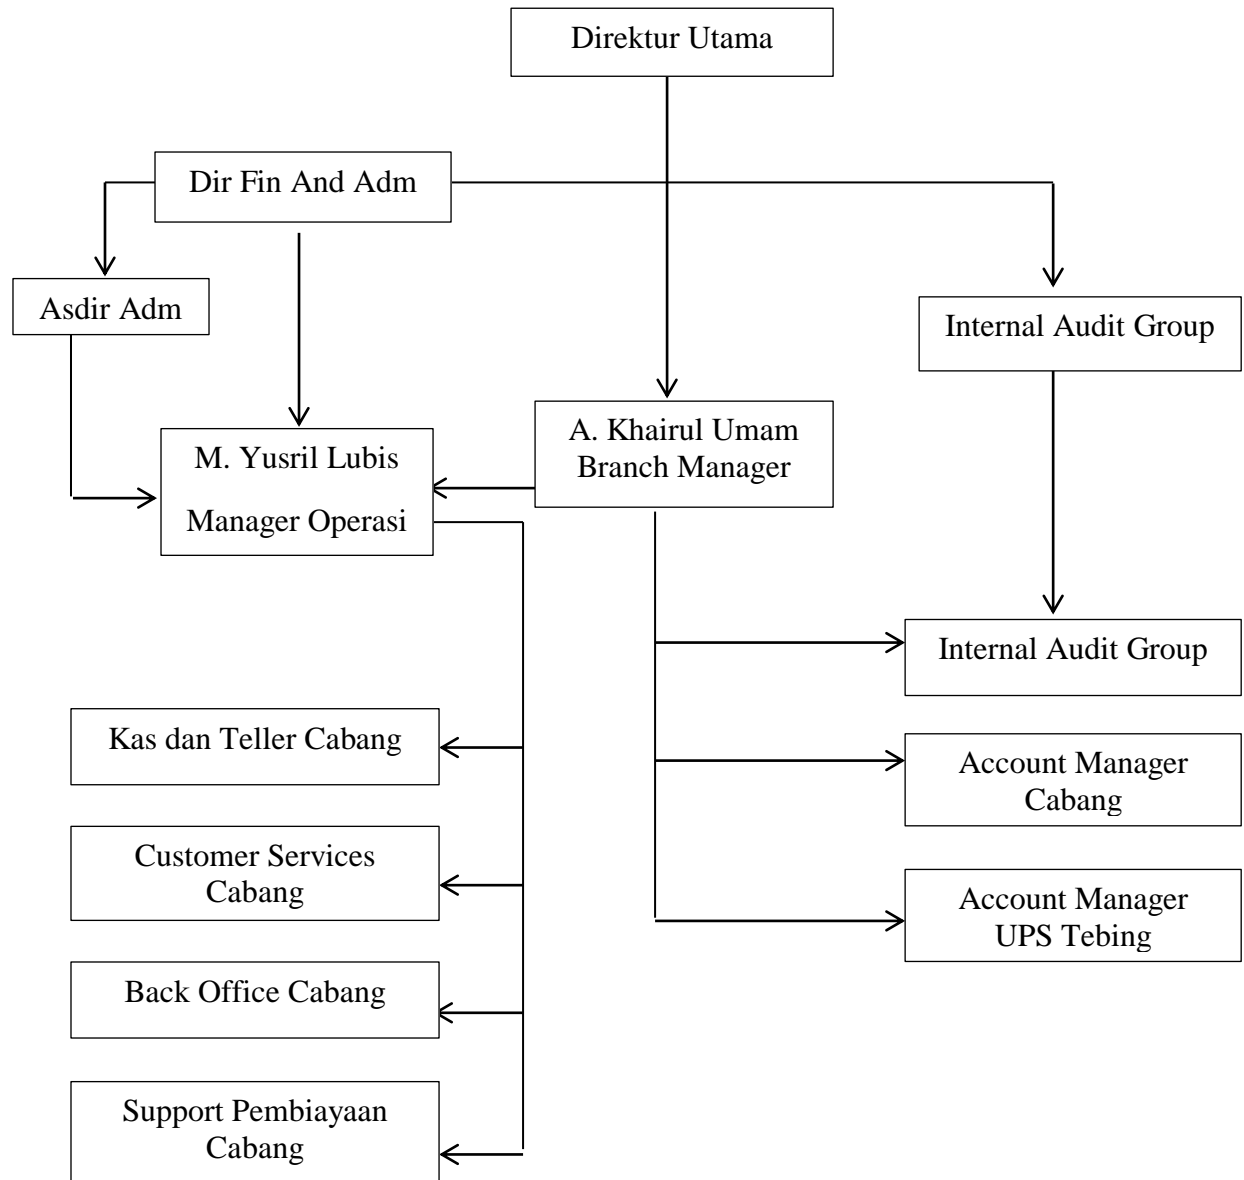 Direktur Utama
Dir Fin And Adm
Asdir Adm
Internal Audit Group
M. Yusril Lubis
Manager Operasi
A. Khairul Umam
Branch Manager
Internal Audit Group
Kas dan Teller Cabang
Account Manager
Cabang
Customer Services
Cabang
Account Manager
UPS Tebing
Back Office Cabang
Support Pembiayaan
Cabang